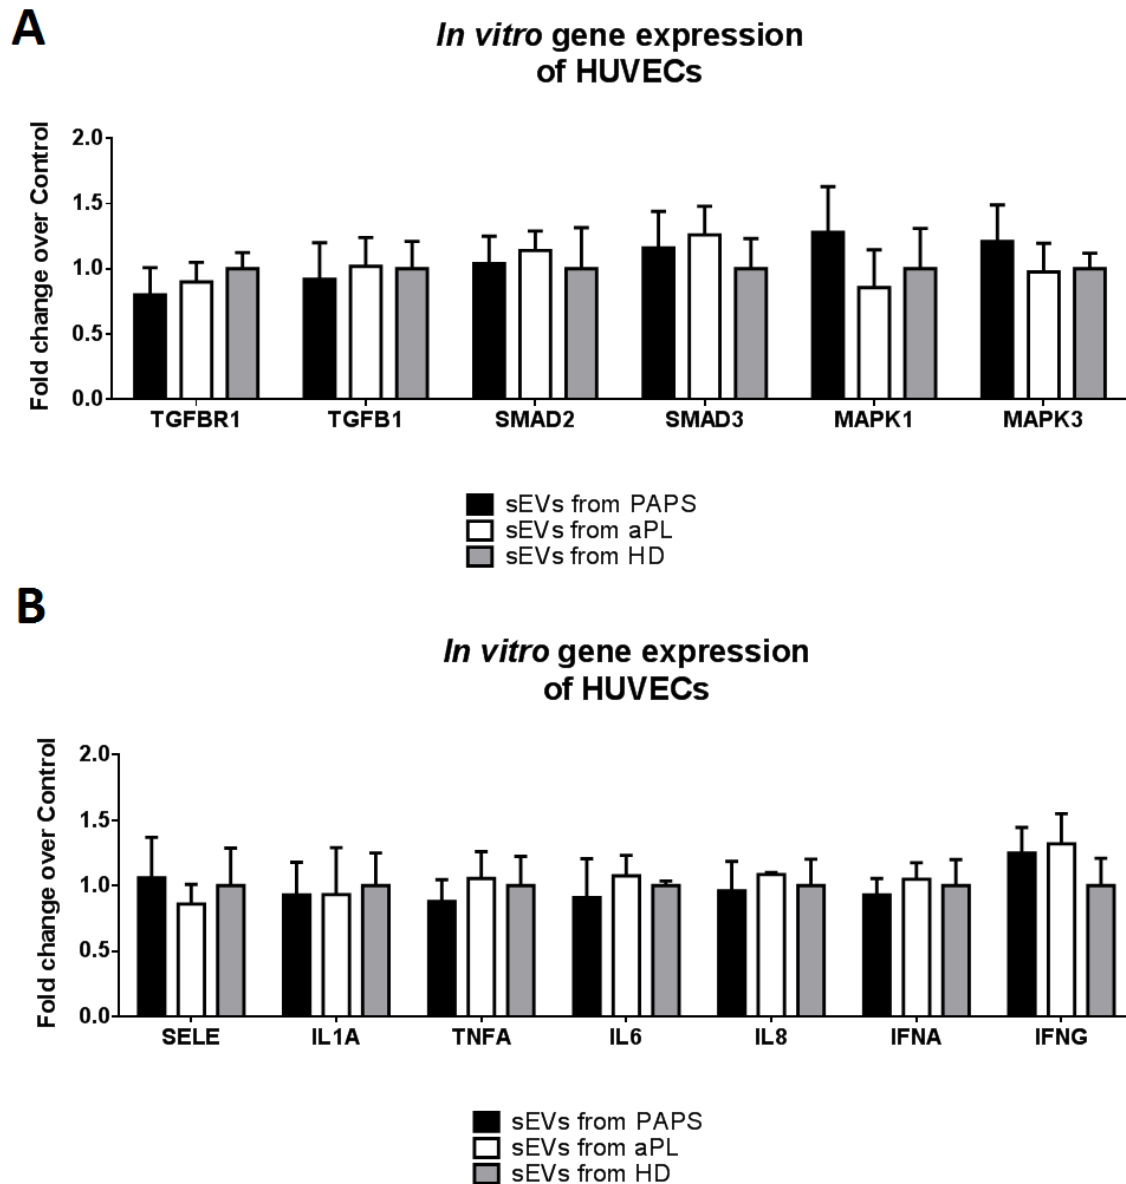 A
In vitro gene expression
of HUVECs
Fold change over Control
2.0
1.5
1.0
0.5
0.0
TGFBR1 TGFB1 SMAD2 SMAD3 MAPK1 MAPK3
sEVs from PAPS
sEVs from aPL
sEVs from HD
B
In vitro gene expression
of HUVECs
Fold change over Control
2.0
1.5
1.0
0.5
0.0
SELE IL1A TNFA IL6 IL8 IFNA IFNG
sEVs from PAPS
sEVs from aPL
sEVs from HD